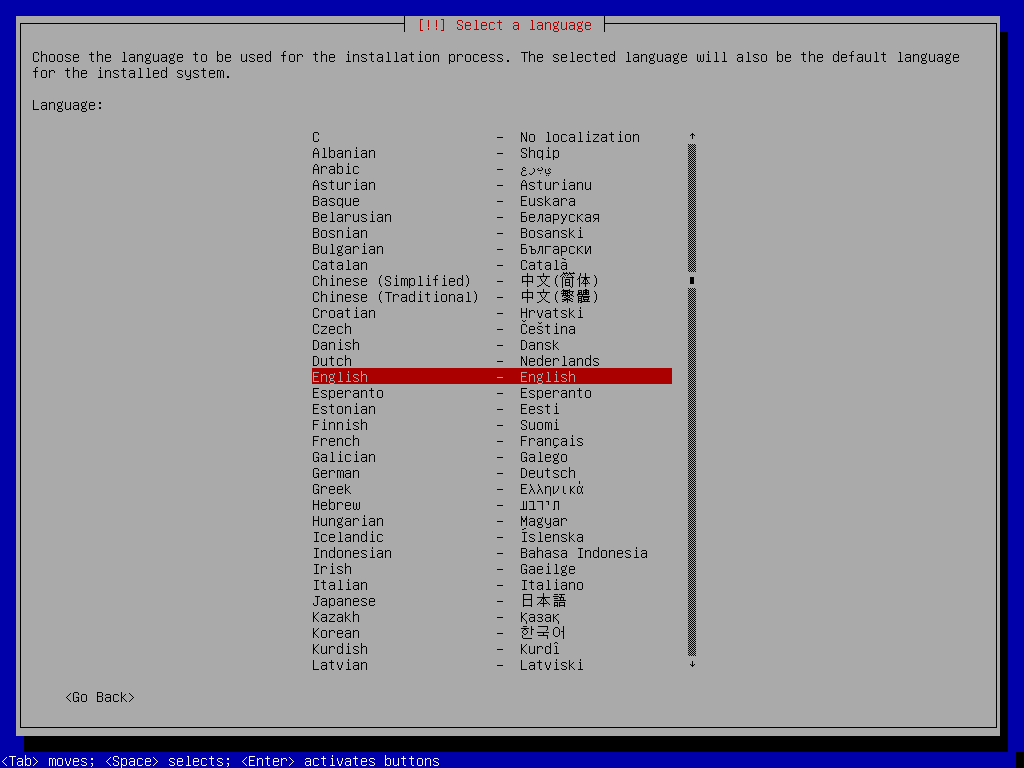 [!!] Select a language
Choose the language to be used for the installation process. The selected language will also be the default language
for the installed system.
Language:
C - No localization ↑
Albanian - Shqip
Arabic - عربي
Asturian - Asturianu
Basque - Euskara
Belarusian - Беларуская
Bosnian - Bosanski
Bulgarian - Български
Catalan - Català
Chinese (Simplified) - 中文(简体)
Chinese (Traditional) - 中文(繁體)
Croatian - Hrvatski
Czech - Čeština
Danish - Dansk
Dutch - Nederlands
English - English
Esperanto - Esperanto
Estonian - Eesti
Finnish - Suomi
French - Français
Galician - Galego
German - Deutsch
Greek - Ελληνικά
Hebrew - עברית
Hungarian - Magyar
Icelandic - Íslenska
Indonesian - Bahasa Indonesia
Irish - Gaeilge
Italian - Italiano
Japanese - 日本語
Kazakh - Қазақ
Korean - 한국어
Kurdish - Kurdî
Latvian - Latviski ↓
<Go Back>
<Tab> moves; <Space> selects; <Enter> activates buttons